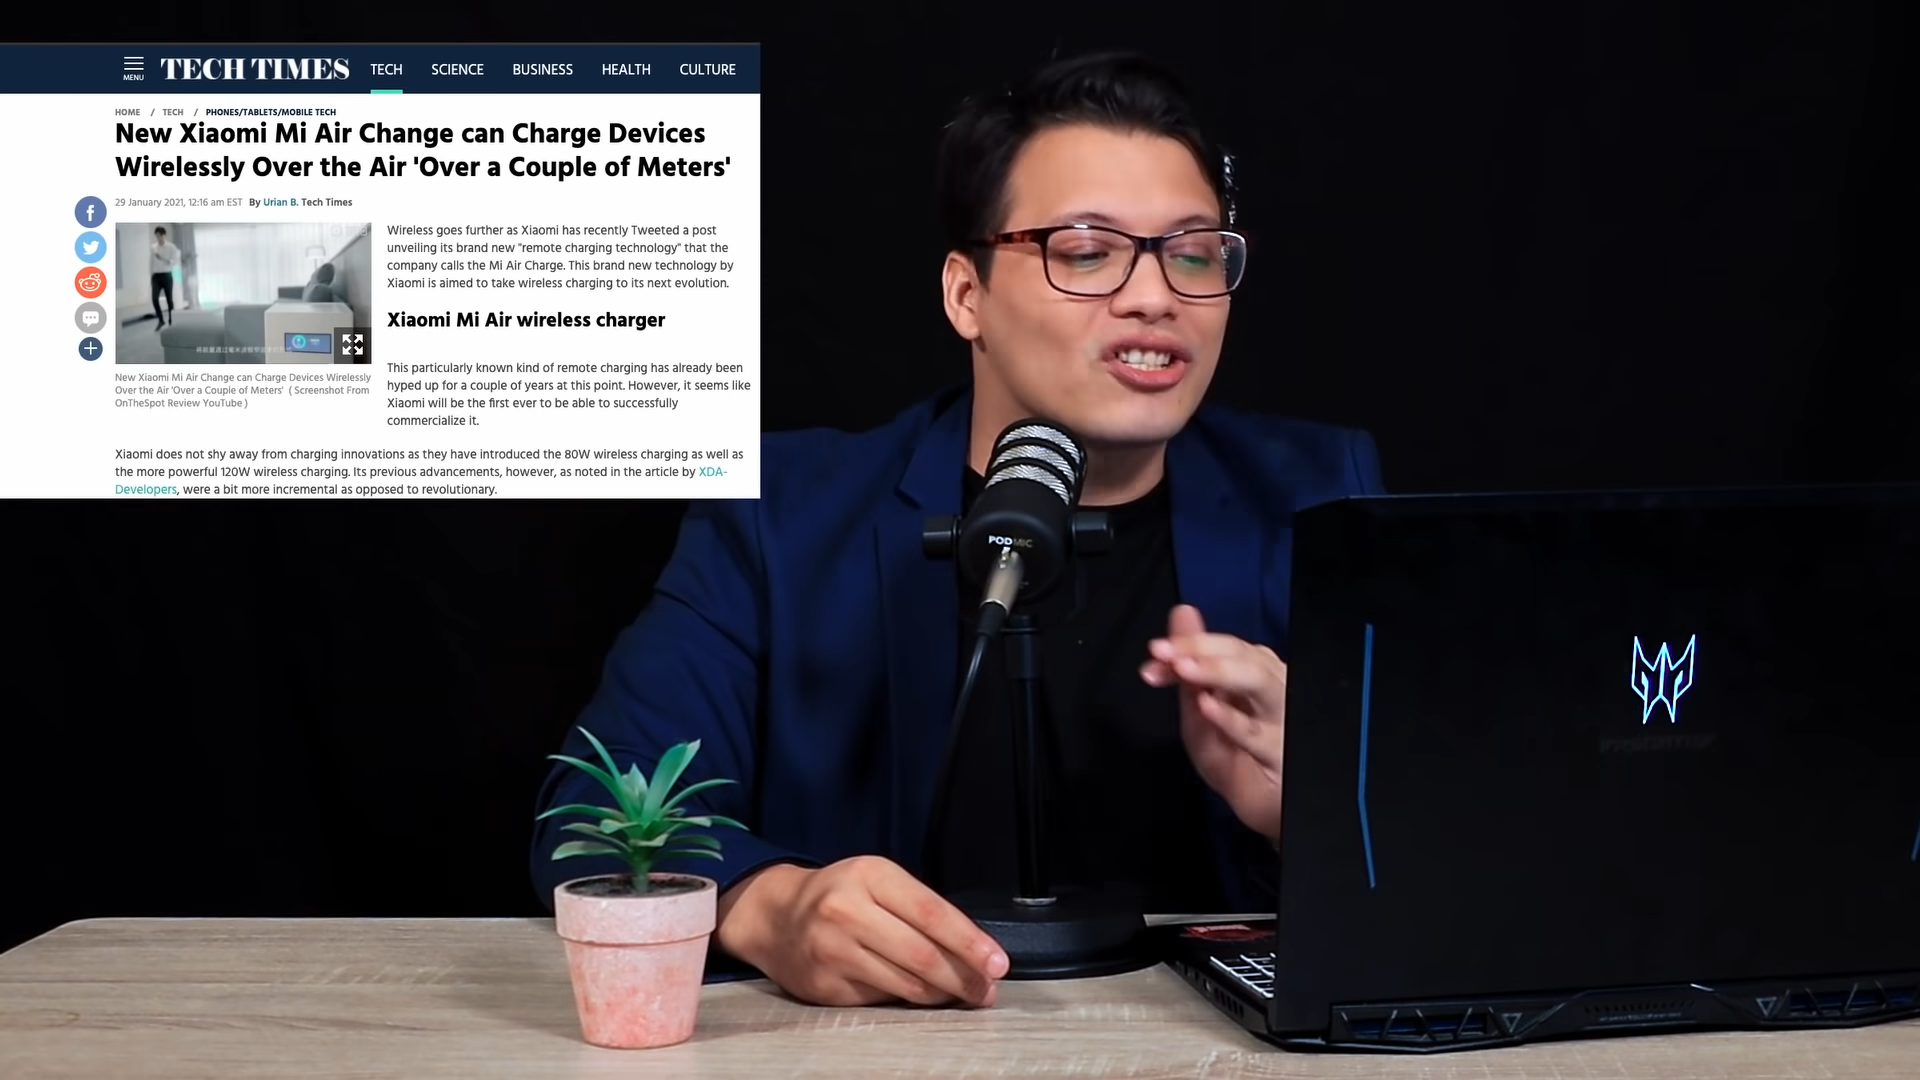 MENU
TECH TIMES
TECH
SCIENCE
BUSINESS
HEALTH
CULTURE
HOME / TECH / PHONES/TABLETS/MOBILE TECH
New Xiaomi Mi Air Change can Charge Devices
Wirelessly Over the Air 'Over a Couple of Meters'
29 January 2021, 12:16 am EST By Urian B. Tech Times
New Xiaomi Mi Air Change can Charge Devices Wirelessly
Over the Air 'Over a Couple of Meters' ( Screenshot From
OnTheSpot Review YouTube )
Wireless goes further as Xiaomi has recently Tweeted a post
unveiling its brand new "remote charging technology" that the
company calls the Mi Air Charge. This brand new technology by
Xiaomi is aimed to take wireless charging to its next evolution.
Xiaomi Mi Air wireless charger
This particularly known kind of remote charging has already been
hyped up for a couple of years at this point. However, it seems like
Xiaomi will be the first ever to be able to successfully
commercialize it.
Xiaomi does not shy away from charging innovations as they have introduced the 80W wireless charging as well as
the more powerful 120W wireless charging. Its previous advancements, however, as noted in the article by XDA-
Developers, were a bit more incremental as opposed to revolutionary.
PODMIC